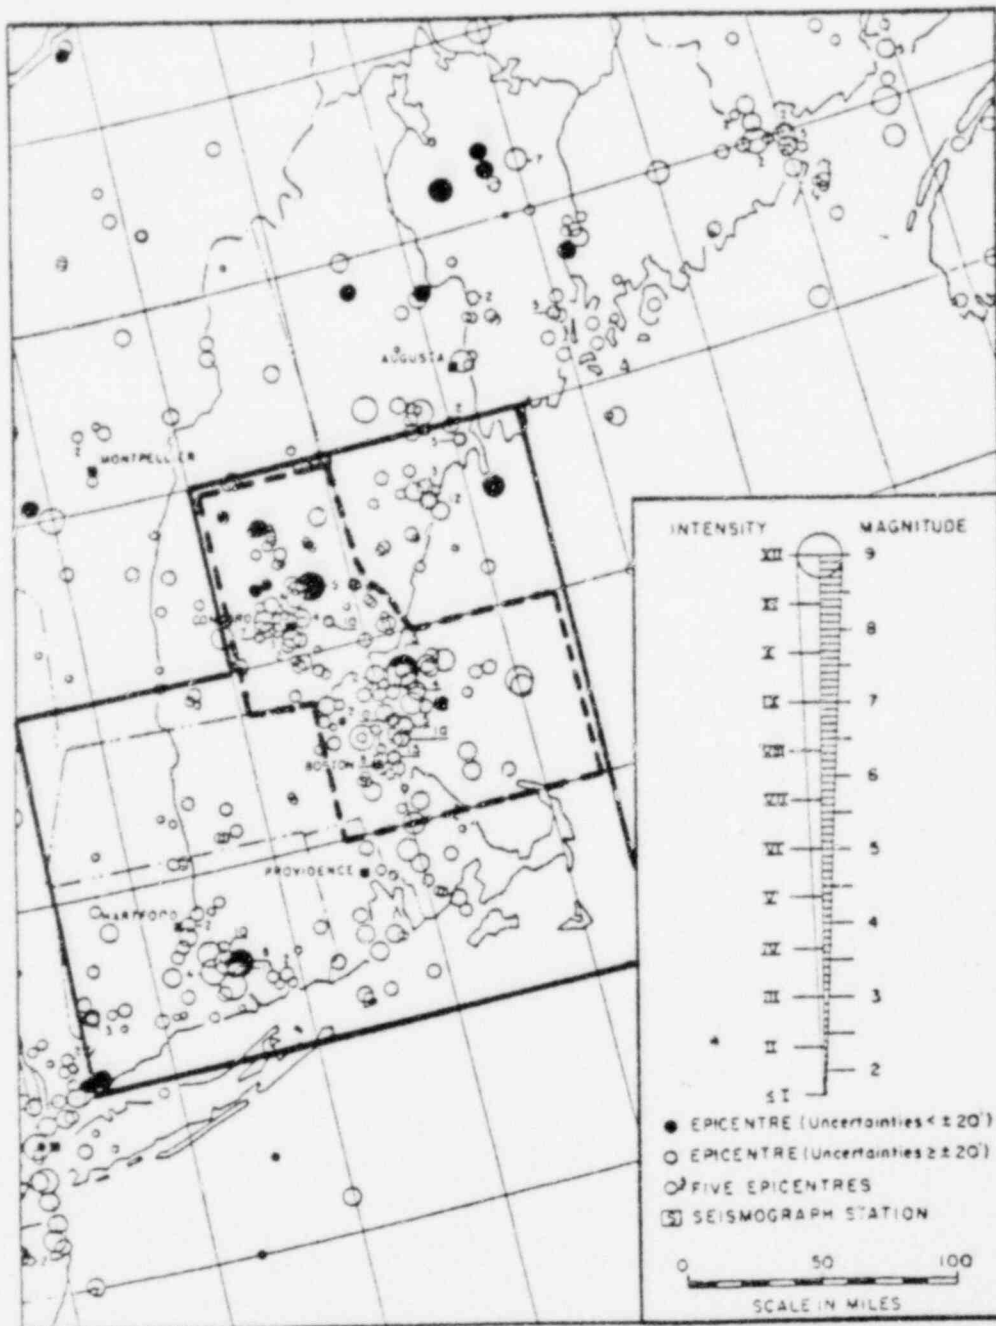 AUGUSTA
MONTPELLIER
BOSTON
PROVIDENCE
HARTFORD
INTENSITY MAGNITUDE
XII 9
XI
8
X
IX 7
VIII
6
VII
VI 5
V
4
IV
III 3
II
2
≤ I
EPICENTRE (Uncertainties < ± 20')
EPICENTRE (Uncertainties ≥ ± 20')
FIVE EPICENTRES
S SEISMOGRAPH STATION
0 50 100
SCALE IN MILES